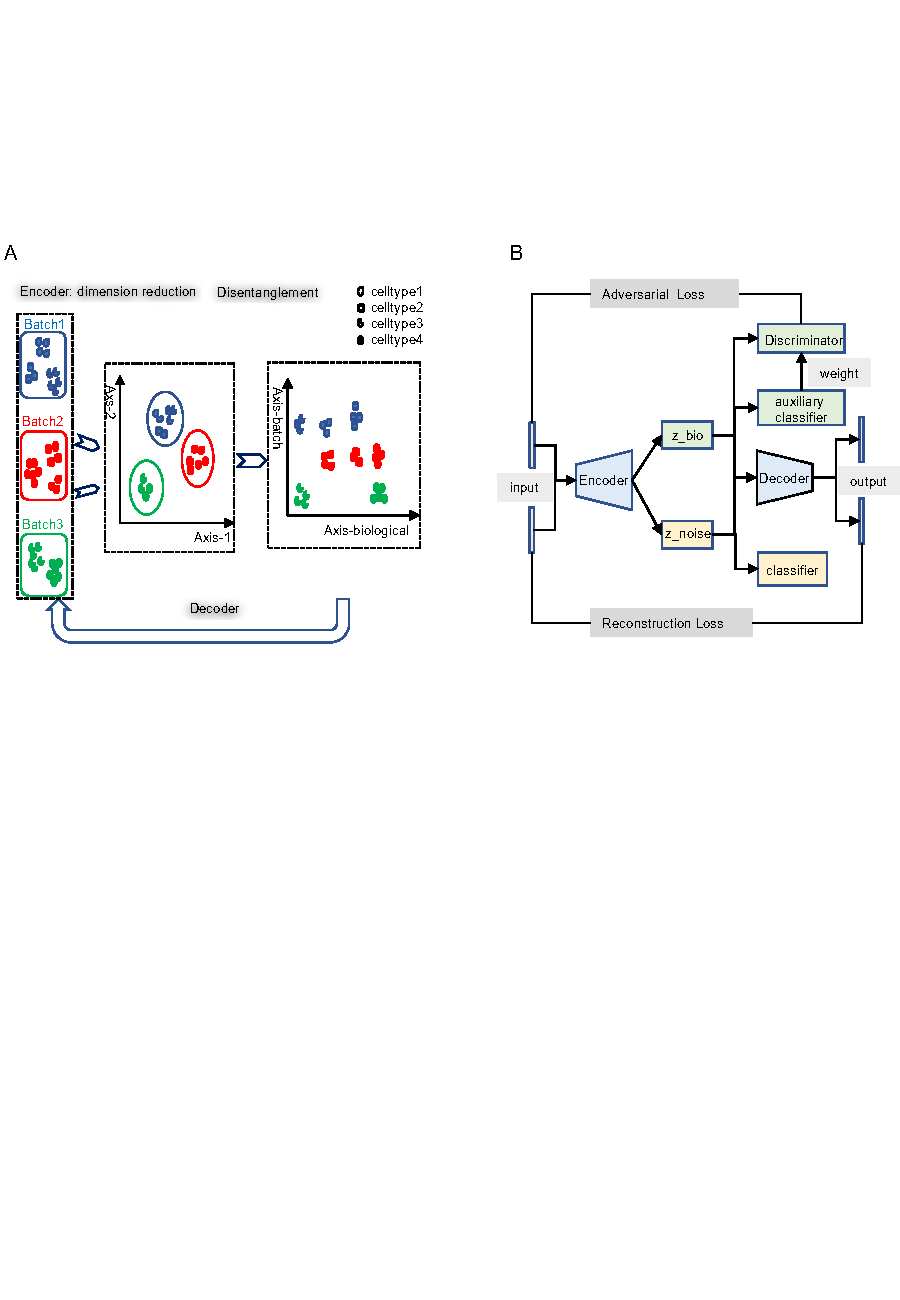 A
Encoder: dimension reduction
Disentanglement
celltype1
celltype2
celltype3
celltype4
Batch1
Batch2
Batch3
Axs-2
Axis-1
Axis-batch
Axis-biological
Decoder
B
Adversarial Loss
Discriminator
weight
auxiliary
classifier
z_bio
input
Encoder
Decoder
output
z_noise
classifier
Reconstruction Loss